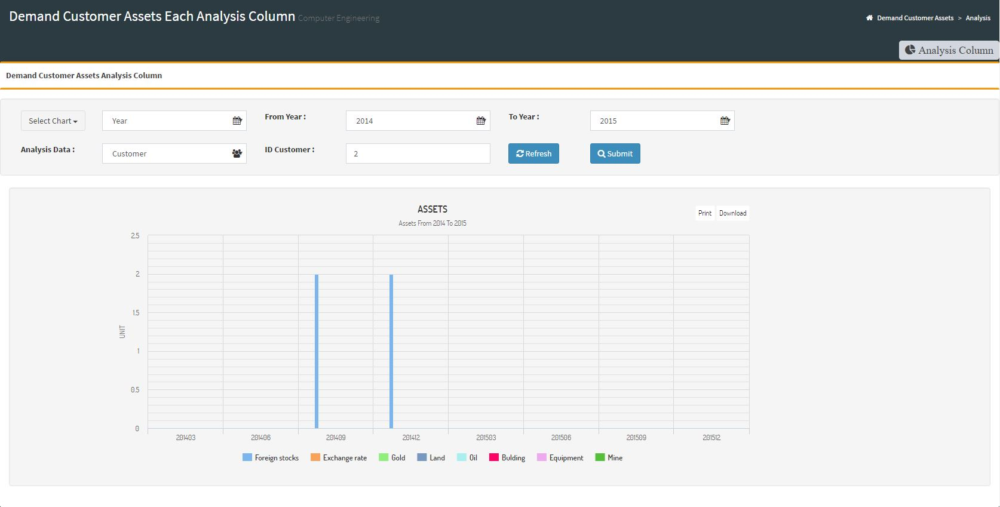 Demand Customer Assets Each Analysis Column Computer Engineering
Demand Customer Assets > Analysis
Analysis Column
Demand Customer Assets Analysis Column
Select Chart Year From Year : 2014 To Year : 2015
Analysis Data : Customer ID Customer : 2 Refresh Submit
ASSETS
Print Download
Assets From 2014 To 2015
2.5
2
1.5
UNIT
1
0.5
0
201403 201406 201409 201412 201503 201506 201509 201512
Foreign stocks Exchange rate Gold Land Oil Bulding Equipment Mine